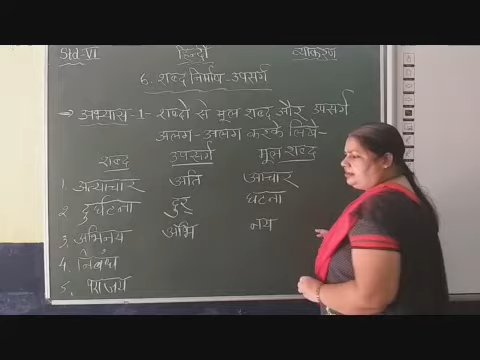 Std-VI हिन्दी व्याकरण
6. शब्द निर्माण-उपसर्ग
⇒ अभ्यास-1- शब्दों से मूल शब्द और उपसर्ग
अलग-अलग करके लिखे-
शब्द उपसर्ग मूल शब्द
1. अत्याचार अति आचार
2. दुर्घटना दुर् घटना
3. अभिनय अभि नय
4. निबंध
5. पराजय